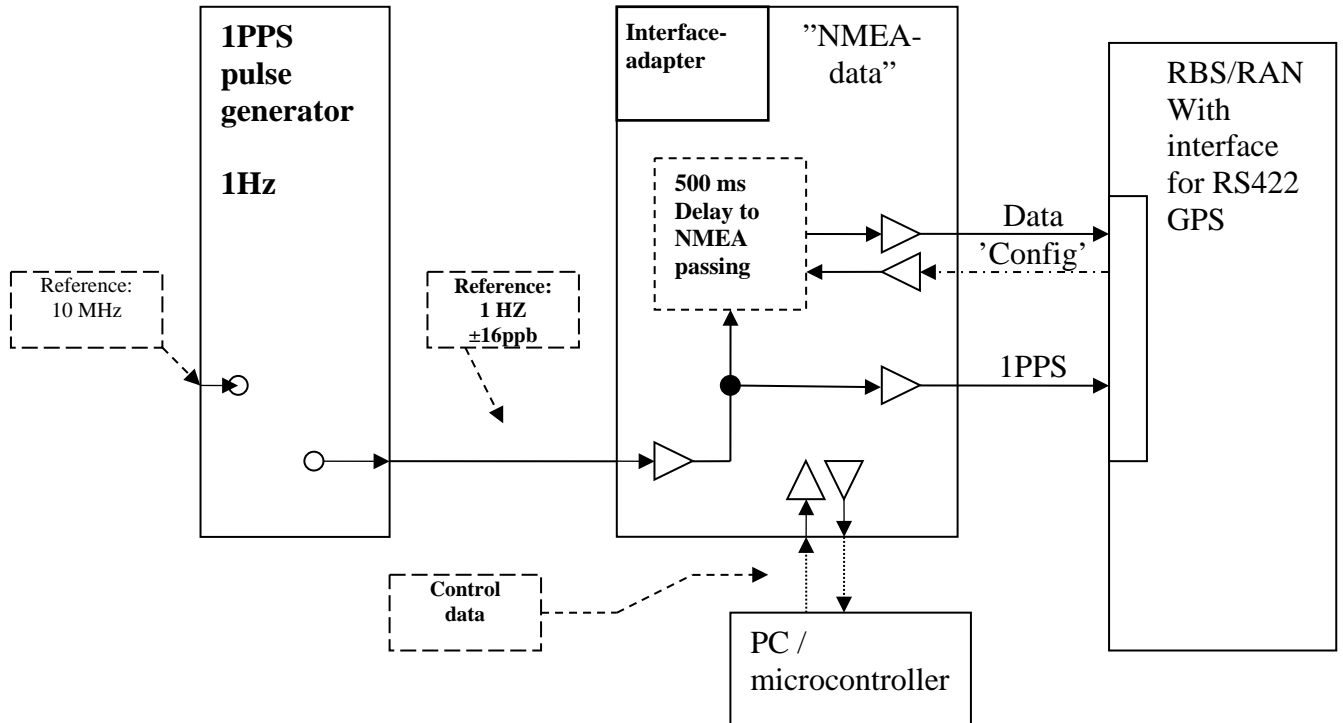 1PPS
pulse
generator
1Hz
Interface-
adapter
”NMEA-
data”
RBS/RAN
With
interface
for RS422
GPS
500 ms
Delay to
NMEA
passing
Data
’Config’
Reference:
10 MHz
Reference:
1 HZ
±16ppb
1PPS
Control
data
PC /
microcontroller